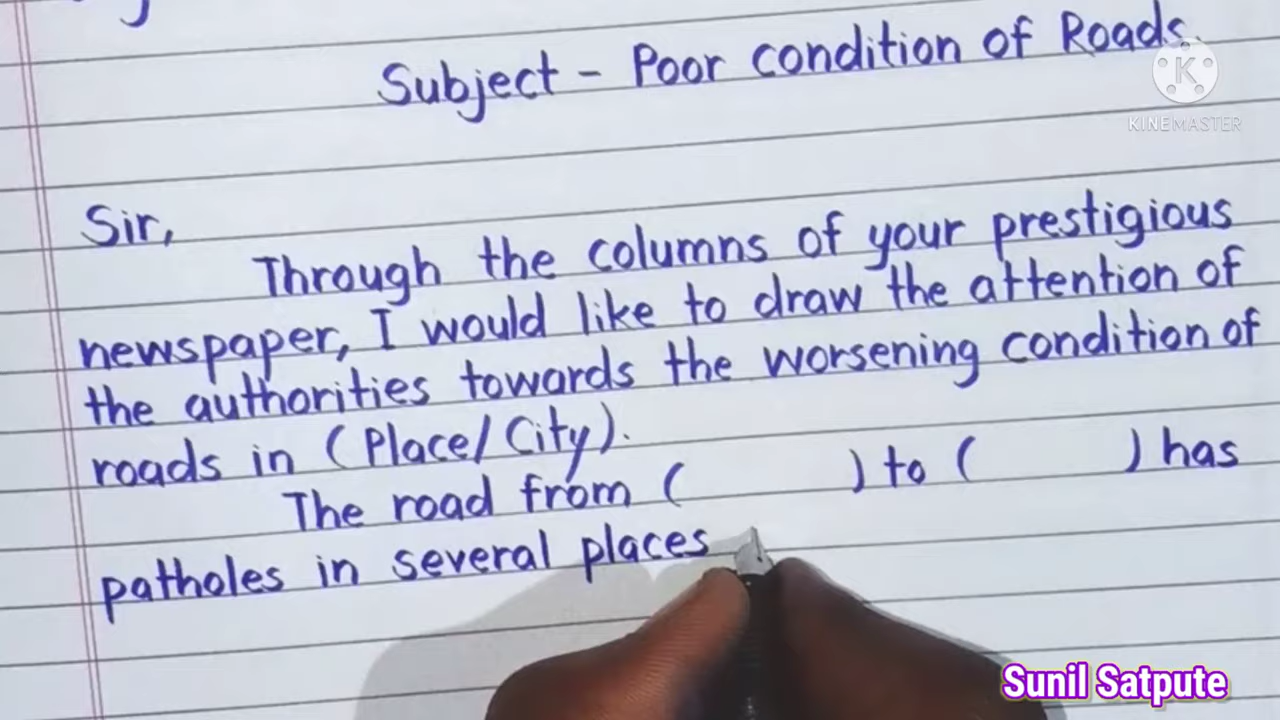 Subject - Poor condition of Roads.
KINEMASTER
Sir,
Through the columns of your prestigious
newspaper, I would like to draw the attention of
the authorities towards the worsening condition of
roads in (Place/City).
The road from ( ) to ( ) has
patholes in several places
Sunil Satpute